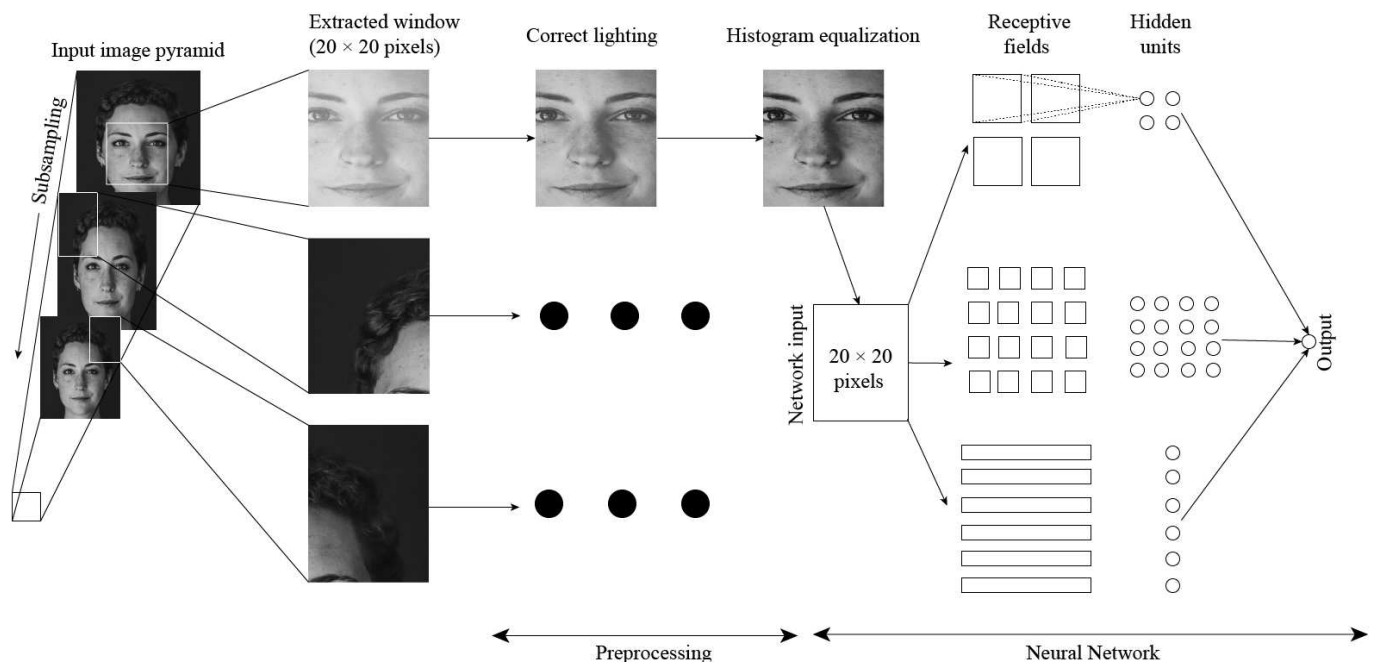 Input image pyramid
Extracted window
(20 × 20 pixels)
Correct lighting
Histogram equalization
Receptive
fields
Hidden
units
Subsampling
Network input
20 × 20
pixels
Output
Preprocessing
Neural Network